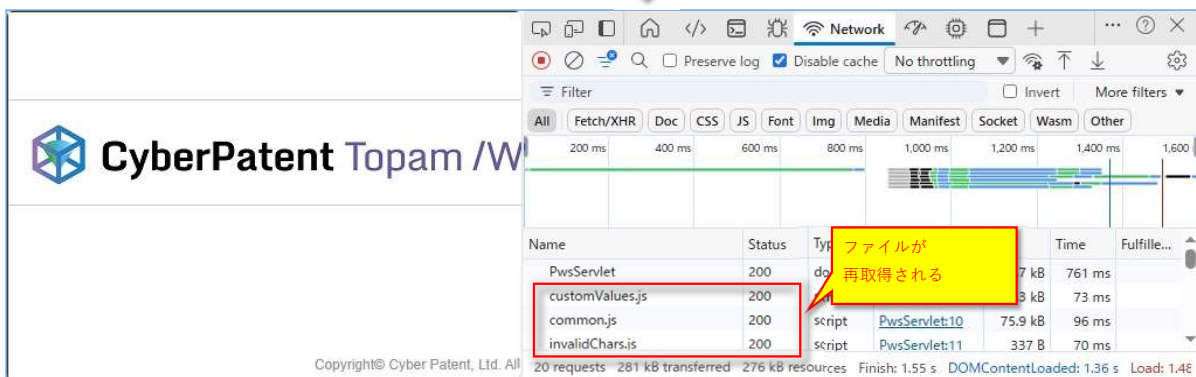 Network
Preserve log
Disable cache
No throttling
Filter
Invert
More filters
All Fetch/XHR Doc CSS JS Font Img Media Manifest Socket Wasm Other
200 ms 400 ms 600 ms 800 ms 1,000 ms 1,200 ms 1,400 ms 1,600
CyberPatent Topam /W
Name Status Time Fulfille...
ファイルが
再取得される
PwsServlet 200 761 ms
customValues.js 200 73 ms
common.js 200 script PwsServlet:10 75.9 kB 96 ms
invalidChars.js 200 script PwsServlet:11 337 B 70 ms
Copyright© Cyber Patent, Ltd. All
20 requests 281 kB transferred 276 kB resources Finish: 1.55 s DOMContentLoaded: 1.36 s Load: 1.48